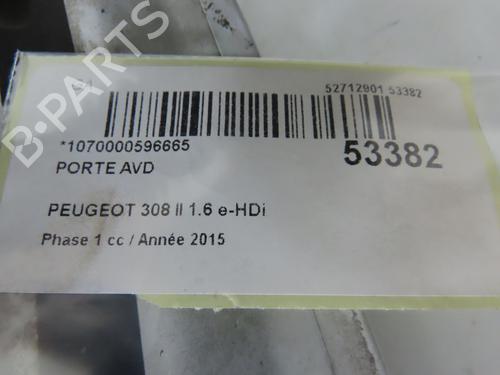 52712901 53382
*1070000596665
53382
PORTE AVD
PEUGEOT 308 II 1.6 e-HDi
Phase 1 cc / Année 2015
B-PARTS